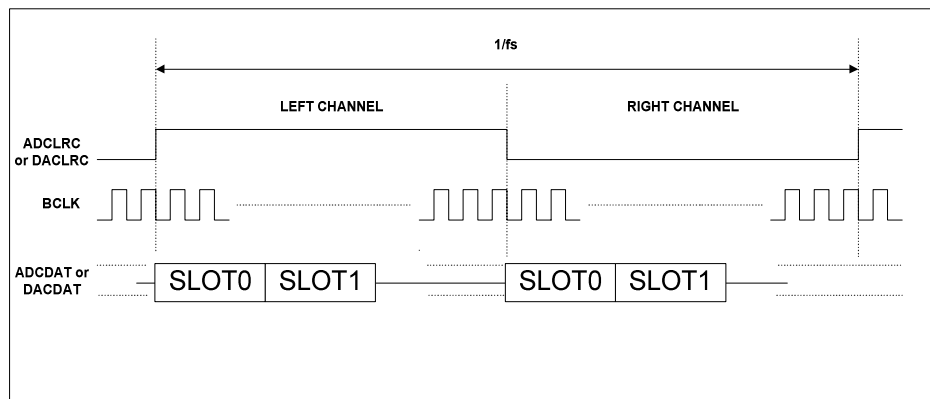 1/fs
LEFT CHANNEL
RIGHT CHANNEL
ADCLRC
or DACLRC
BCLK
ADCDAT or
DACDAT
SLOT0
SLOT1
SLOT0
SLOT1